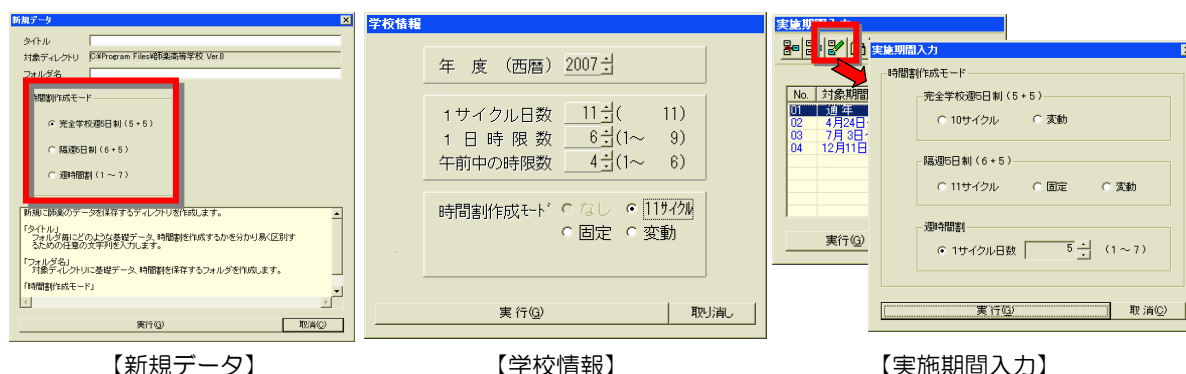 新規データ
タイトル
対象ディレクトリ C:¥Program Files¥師楽高等学校 Ver.8
フォルダ名
時間割作成モード
完全学校週5日制(5+5)
隔週5日制(6+5)
週時間割(1~7)
新規に師楽のデータを保存するディレクトリを作成します。
「タイトル」
フォルダ毎にどのような基礎データ、時間割を作成するかを分かり易く区別す
るための任意の文字列を入力します。
「フォルダ名」
対象ディレクトリに基礎データ、時間割を保存するフォルダを作成します。
「時間割作成モード」
実行(G) 取消(C)
【新規データ】
学校情報
年 度 (西暦) 2007
1サイクル日数 11 ( 11)
1日時限数 6 (1~ 9)
午前中の時限数 4 (1~ 6)
時間割作成モード なし 11サイクル
固定 変動
実行(G) 取り消し
【学校情報】
実施期間入力
No. 対象期間
01 通年
02 4月24日
03 7月 3日~
04 12月11日
実行(G)
実施期間入力
時間割作成モード
完全学校週5日制(5+5)
10サイクル 変動
隔週5日制(6+5)
11サイクル 固定 変動
週時間割
1サイクル日数 5 (1~7)
実行(G) 取消(C)
【実施期間入力】